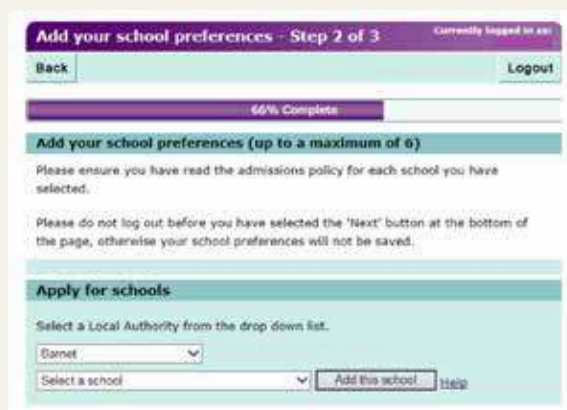 Add your school preferences - Step 2 of 3
Currently logged in as:
Back
Logout
66% Complete
Add your school preferences (up to a maximum of 6)
Please ensure you have read the admissions policy for each school you have
selected.
Please do not log out before you have selected the 'Next' button at the bottom of
the page, otherwise your school preferences will not be saved.
Apply for schools
Select a Local Authority from the drop down list.
Barnet
Select a school
Add this school
Help